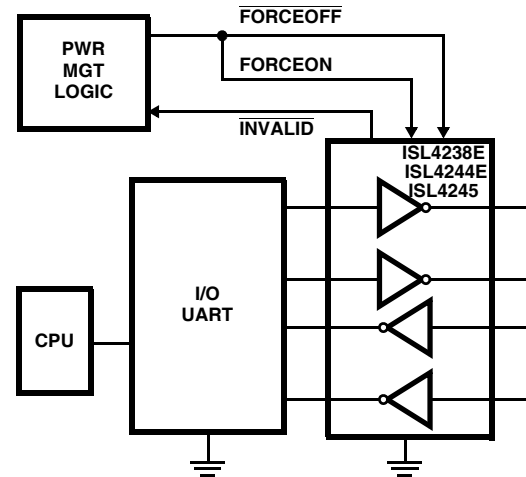 FORCEOFF
PWR
MGT
LOGIC
FORCEON
INVALID
ISL4238E
ISL4244E
ISL4245
I/O
UART
CPU